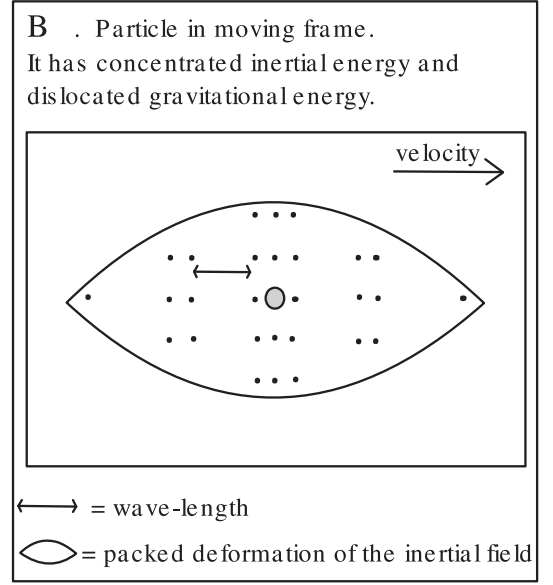 B . Particle in moving frame.
It has concentrated inertial energy and
dislocated gravitational energy.
velocity
= wave-length
= packed deformation of the inertial field